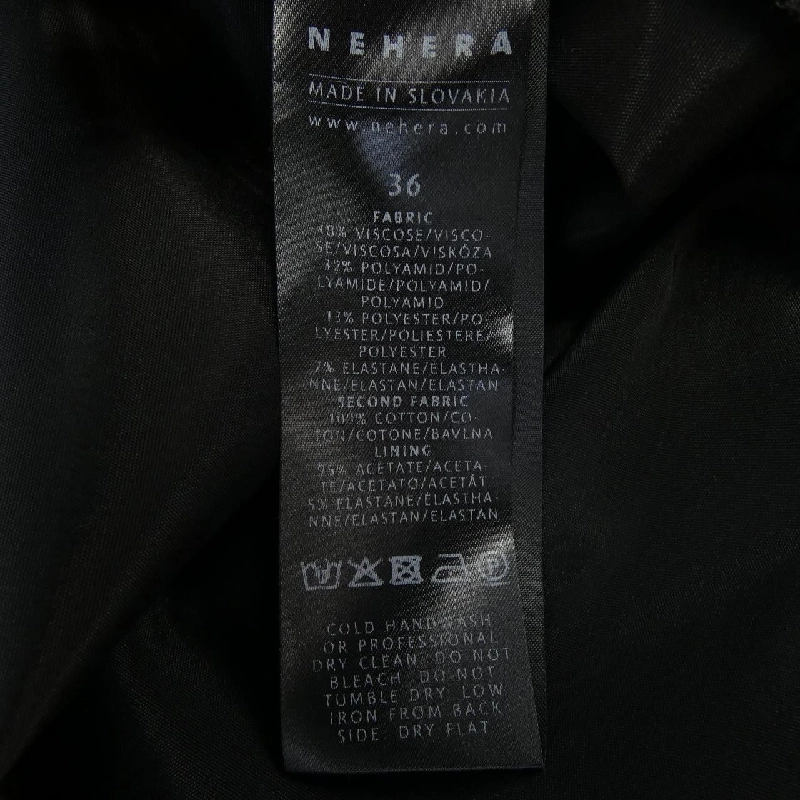 NEHERA
MADE IN SLOVAKIA
www.nehera.com
36
FABRIC
VISCOSE/VISCO-
SE/VISCOSA/VISKÓZA
POLYAMID/PO-
LYAMIDE/POLYAMID/
POLYAMID
13% POLYESTER/PO-
LYESTER/POLIESTERE/
POLYESTER
7% ELASTANE/ELASTHA-
NNE/ELASTAN/ELASTAN
SECOND FABRIC
100% COTTON/CO-
TON/COTONE/BAVLNA
LINING
95% ACETATE/ACETA-
TE/ACETATO/ACETÁT
5% ELASTANE/ELASTHA-
NNE/ELASTAN/ELASTAN
COLD HAND WASH
OR PROFESSIONAL
DRY CLEAN. DO NOT
BLEACH. DO NOT
TUMBLE DRY. LOW
IRON FROM BACK
SIDE. DRY FLAT